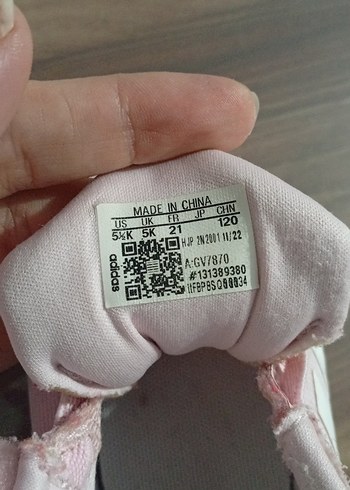 MADE IN CHINA
US UK FR JP CHN
5½K 5K 21 120
HJP 2N2001 11/22
adidas
A:GV7870
#131389380